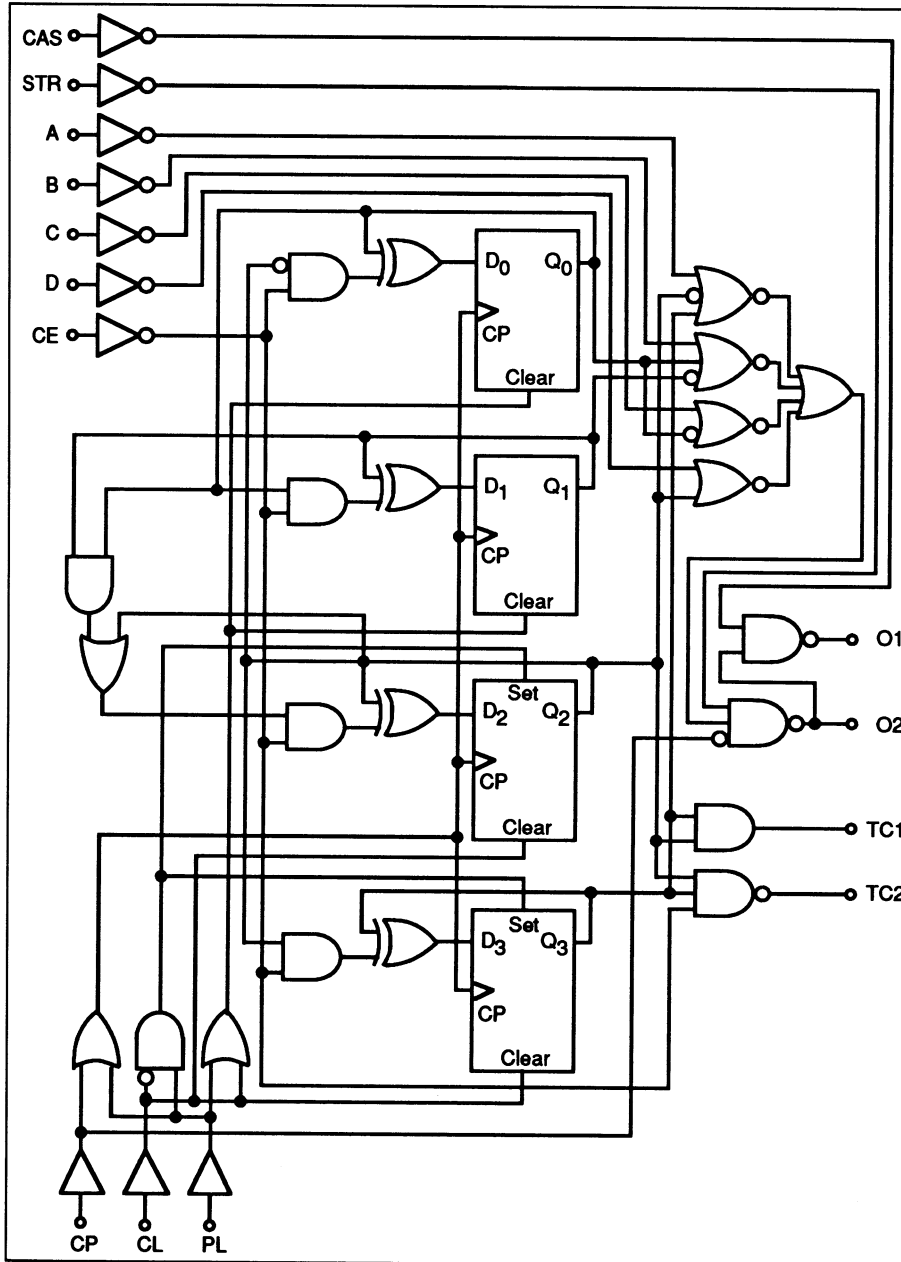 CAS
STR
A
B
C
D
CE
D0 Q0
CP
Clear
D1 Q1
CP
Clear
Set
D2 Q2
CP
Clear
Set
D3 Q3
CP
Clear
O1
O2
TC1
TC2
CP CL PL